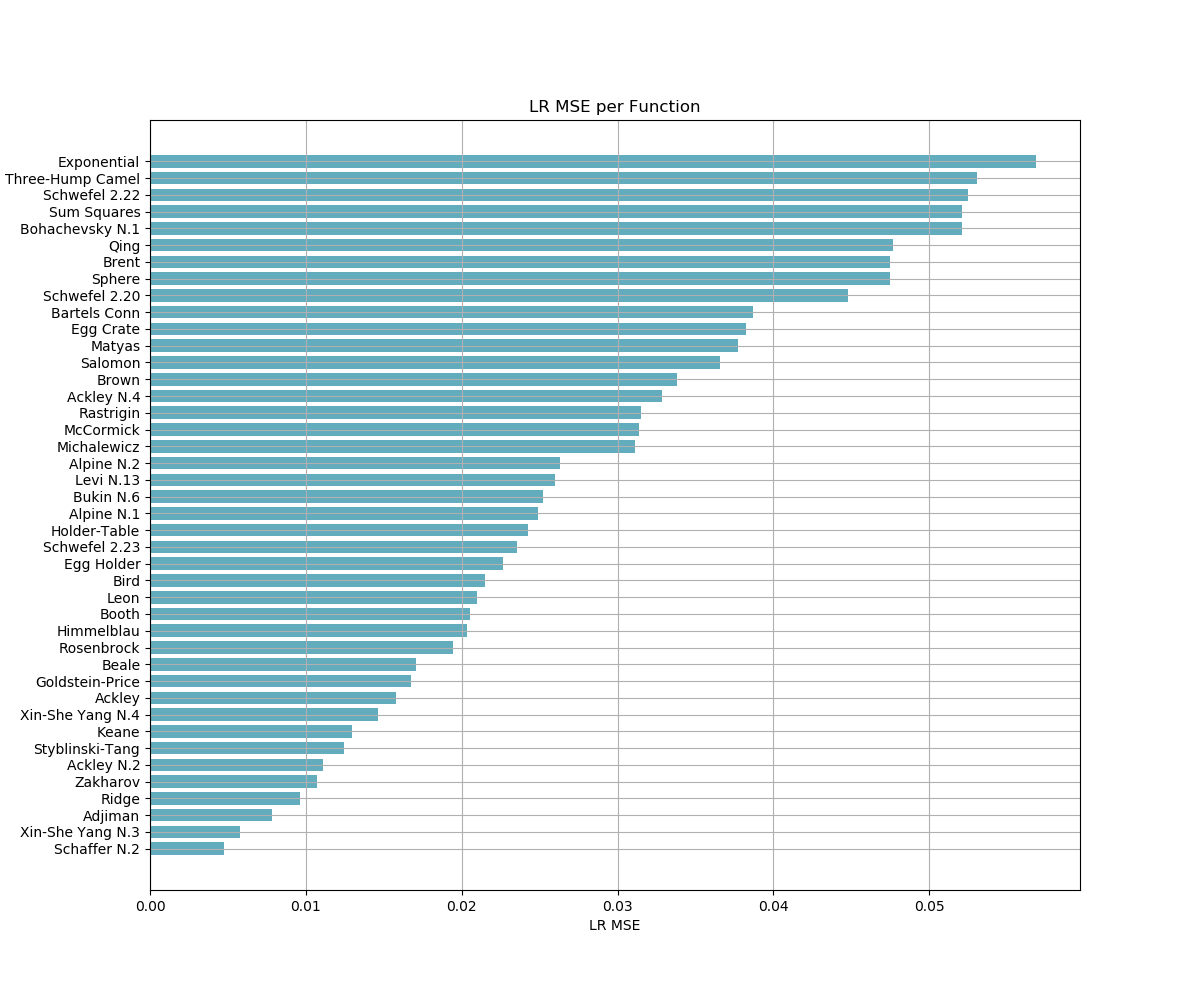 LR MSE per Function
Exponential
Three-Hump Camel
Schwefel 2.22
Sum Squares
Bohachevsky N.1
Qing
Brent
Sphere
Schwefel 2.20
Bartels Conn
Egg Crate
Matyas
Salomon
Brown
Ackley N.4
Rastrigin
McCormick
Michalewicz
Alpine N.2
Levi N.13
Bukin N.6
Alpine N.1
Holder-Table
Schwefel 2.23
Egg Holder
Bird
Leon
Booth
Himmelblau
Rosenbrock
Beale
Goldstein-Price
Ackley
Xin-She Yang N.4
Keane
Styblinski-Tang
Ackley N.2
Zakharov
Ridge
Adjiman
Xin-She Yang N.3
Schaffer N.2
0.00 0.01 0.02 0.03 0.04 0.05
LR MSE